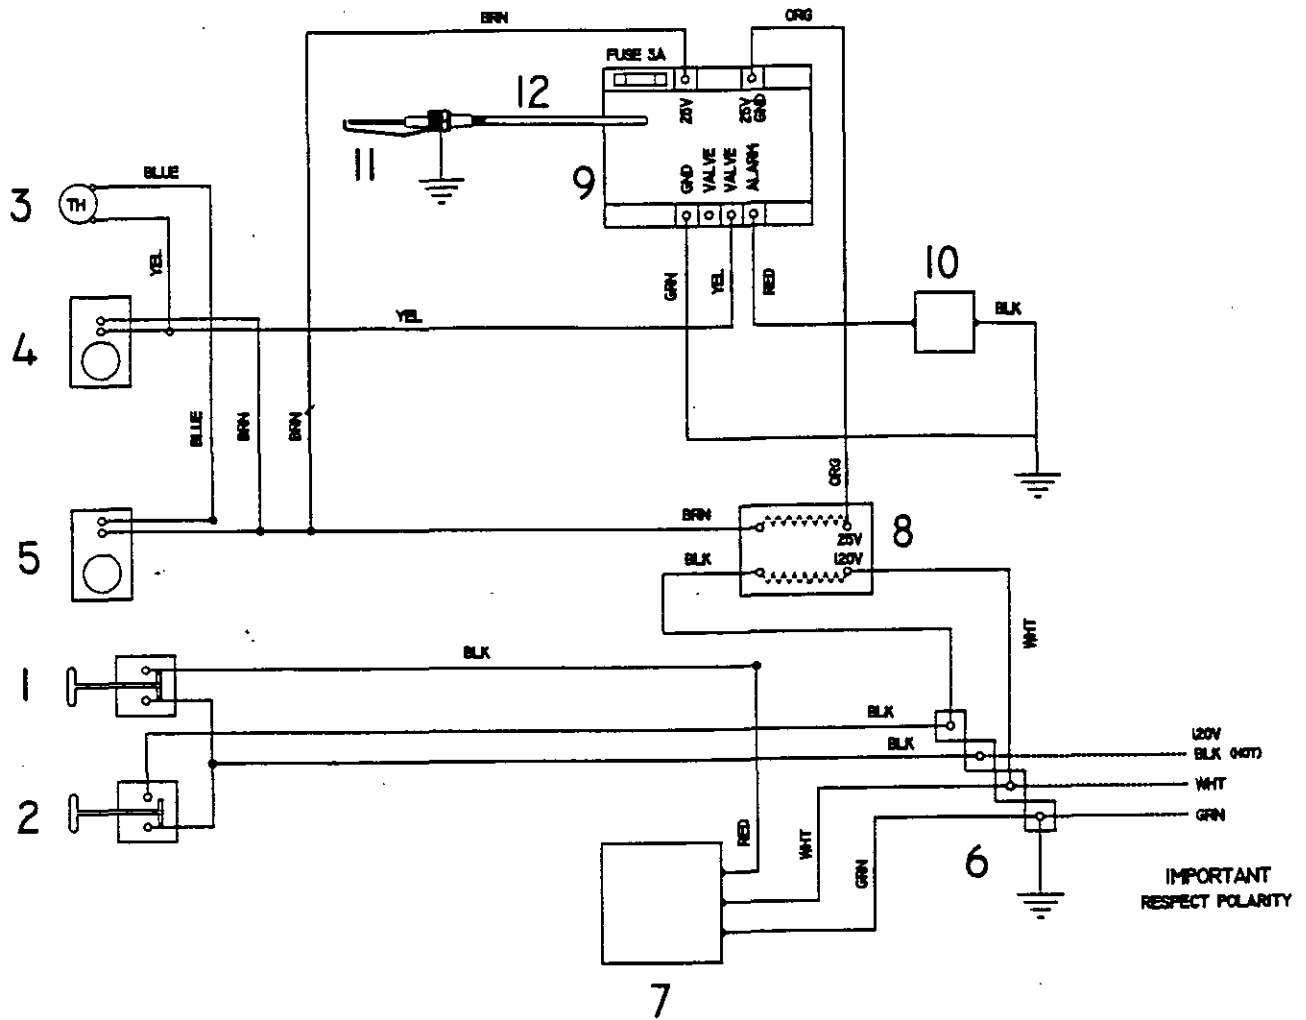 BRN
ORG
FUSE 3A
12
25V
25V
GND
11
9
GND
VALVE
VALVE
ALARM
BLUE
3
TH
YEL
10
GRN
YEL
RED
BLK
YEL
4
BLUE
BRN
BRN
ORG
BRN
8
25V
5
BLK
120V
WHT
BLK
1
BLK
BLK
120V
BLK (HOT)
WHT
2
GRN
RED
WHT
GRN
6
IMPORTANT
RESPECT POLARITY
7